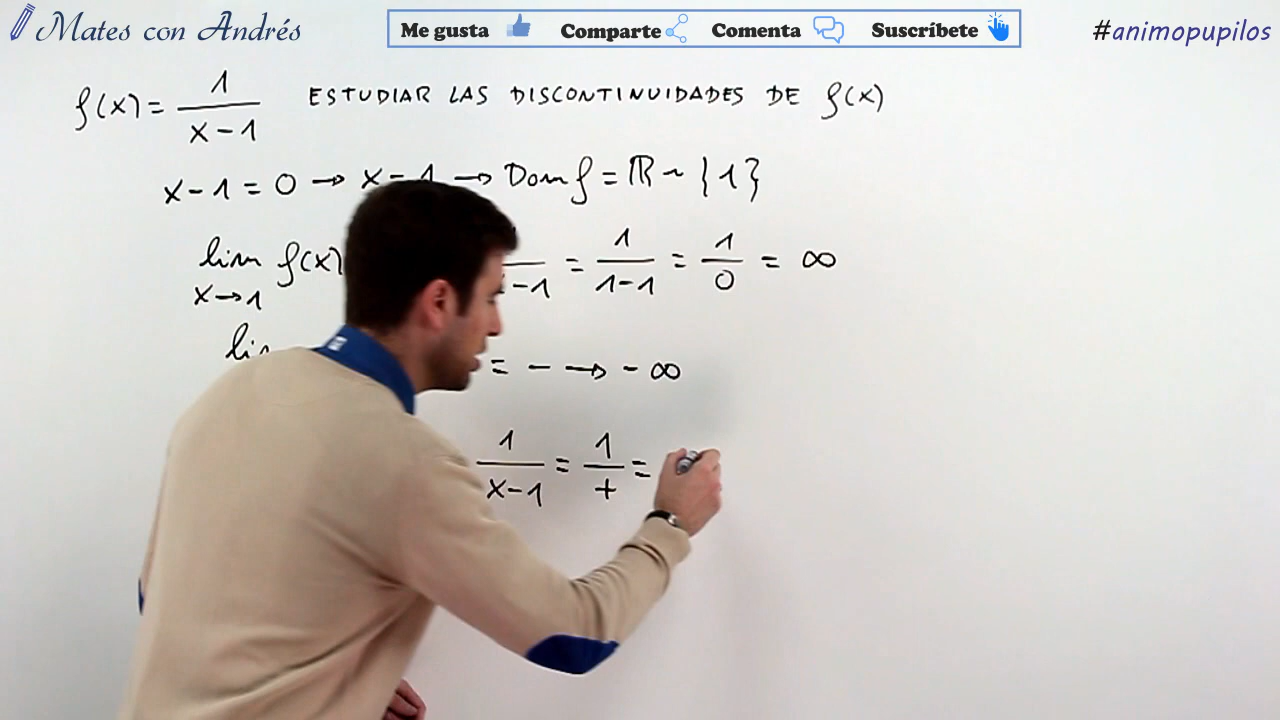 Mates con Andrés
Me gusta Comparte Comenta Suscríbete
#animopupilos
f(x) = 1/(x-1) ESTUDIAR LAS DISCONTINUIDADES DE f(x)
x-1=0 → x=1 → Dom f = ℝ ~ {1}
lim x→1 f(x) -1 = 1/(1-1) = 1/0 = ∞
= - → -∞
1/(x-1) = 1/+ =